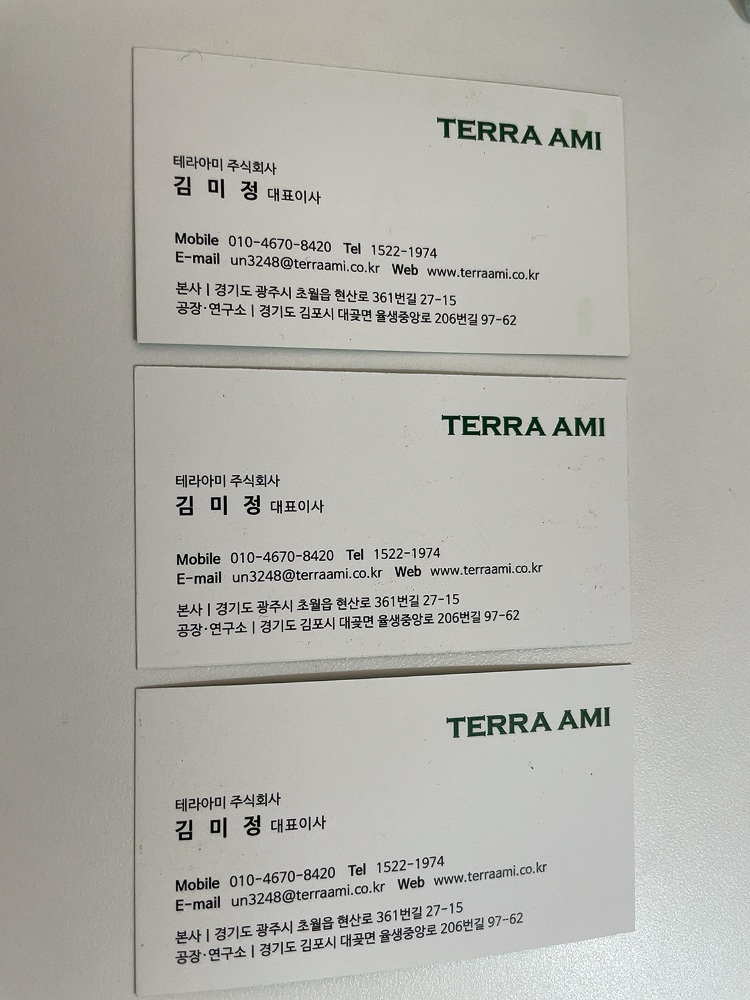 TERRA AMI
테라아미 주식회사
김 미 정 대표이사
Mobile 010-4670-8420 Tel 1522-1974
E-mail un3248@terraami.co.kr Web www.terraami.co.kr
본사 | 경기도 광주시 초월읍 현산로 361번길 27-15
공장·연구소 | 경기도 김포시 대곶면 율생중앙로 206번길 97-62
TERRA AMI
테라아미 주식회사
김 미 정 대표이사
Mobile 010-4670-8420 Tel 1522-1974
E-mail un3248@terraami.co.kr Web www.terraami.co.kr
본사 | 경기도 광주시 초월읍 현산로 361번길 27-15
공장·연구소 | 경기도 김포시 대곶면 율생중앙로 206번길 97-62
TERRA AMI
테라아미 주식회사
김 미 정 대표이사
Mobile 010-4670-8420 Tel 1522-1974
E-mail un3248@terraami.co.kr Web www.terraami.co.kr
본사 | 경기도 광주시 초월읍 현산로 361번길 27-15
공장·연구소 | 경기도 김포시 대곶면 율생중앙로 206번길 97-62